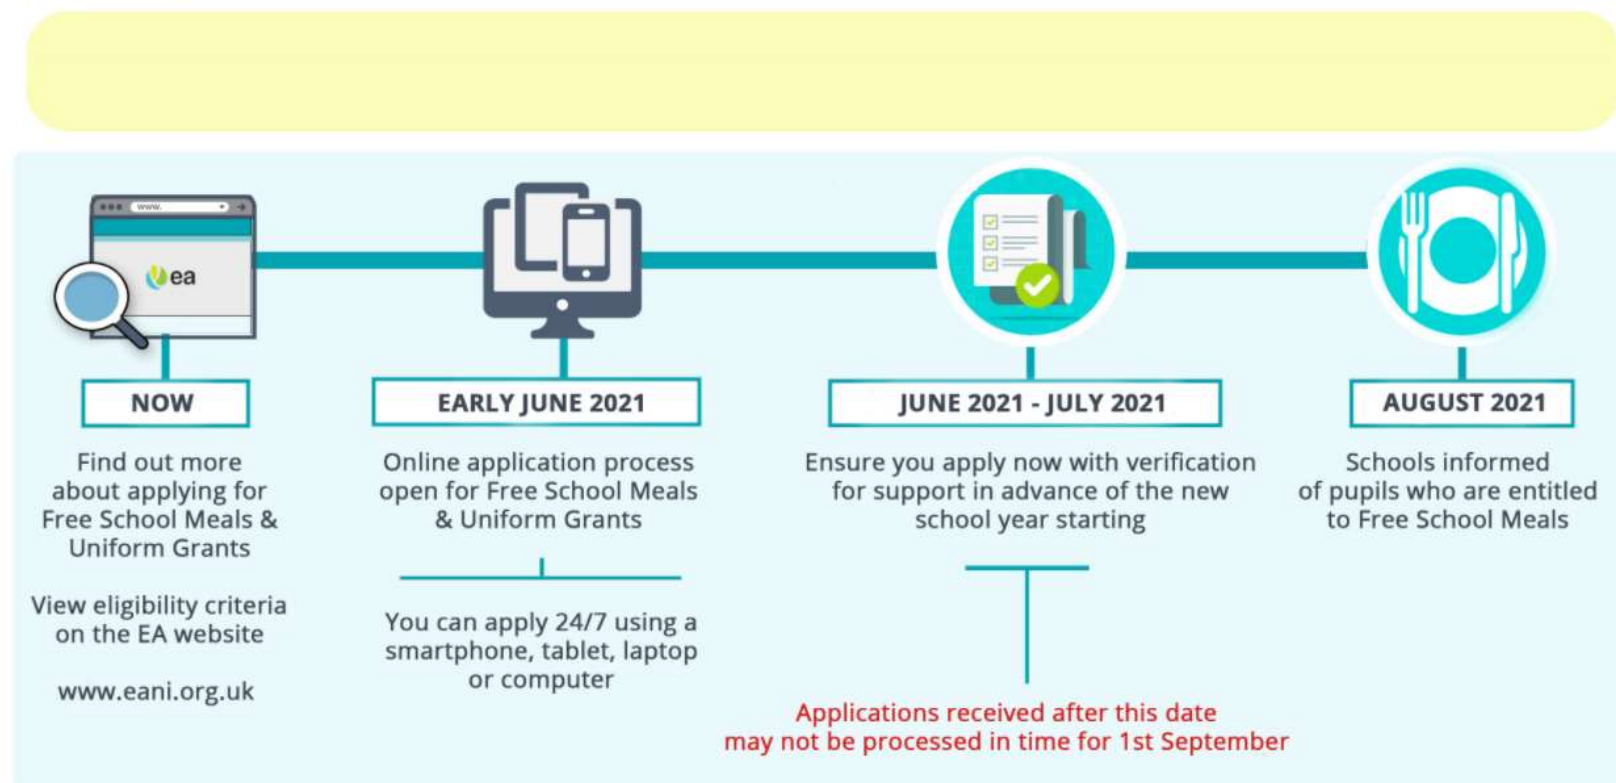 www.
ea
NOW
Find out more
about applying for
Free School Meals &
Uniform Grants
View eligibility criteria
on the EA website
www.eani.org.uk
EARLY JUNE 2021
Online application process
open for Free School Meals
& Uniform Grants
You can apply 24/7 using a
smartphone, tablet, laptop
or computer
JUNE 2021 - JULY 2021
Ensure you apply now with verification
for support in advance of the new
school year starting
Applications received after this date
may not be processed in time for 1st September
AUGUST 2021
Schools informed
of pupils who are entitled
to Free School Meals